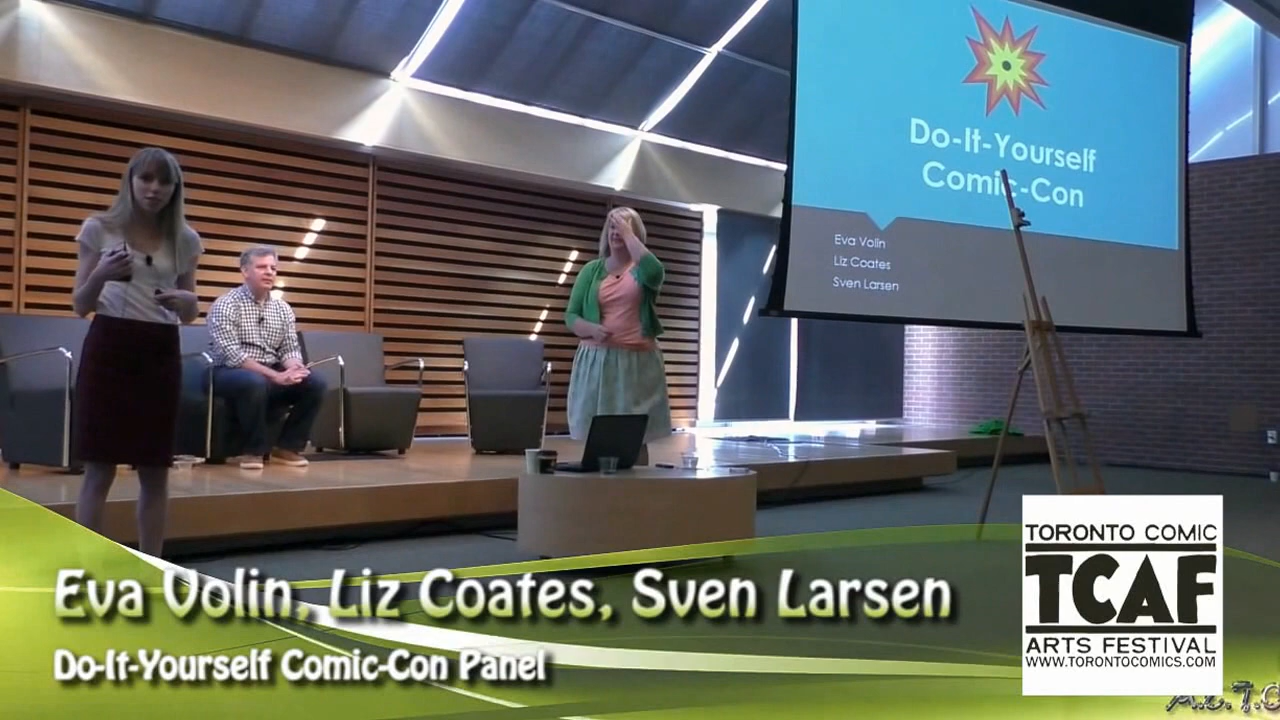 Do-It-Yourself
Comic-Con
Eva Volin
Liz Coates
Sven Larsen
Eva Volin, Liz Coates, Sven Larsen
Do-It-Yourself Comic-Con Panel
TORONTO COMIC
TCAF
ARTS FESTIVAL
WWW.TORONTOCOMICS.COM